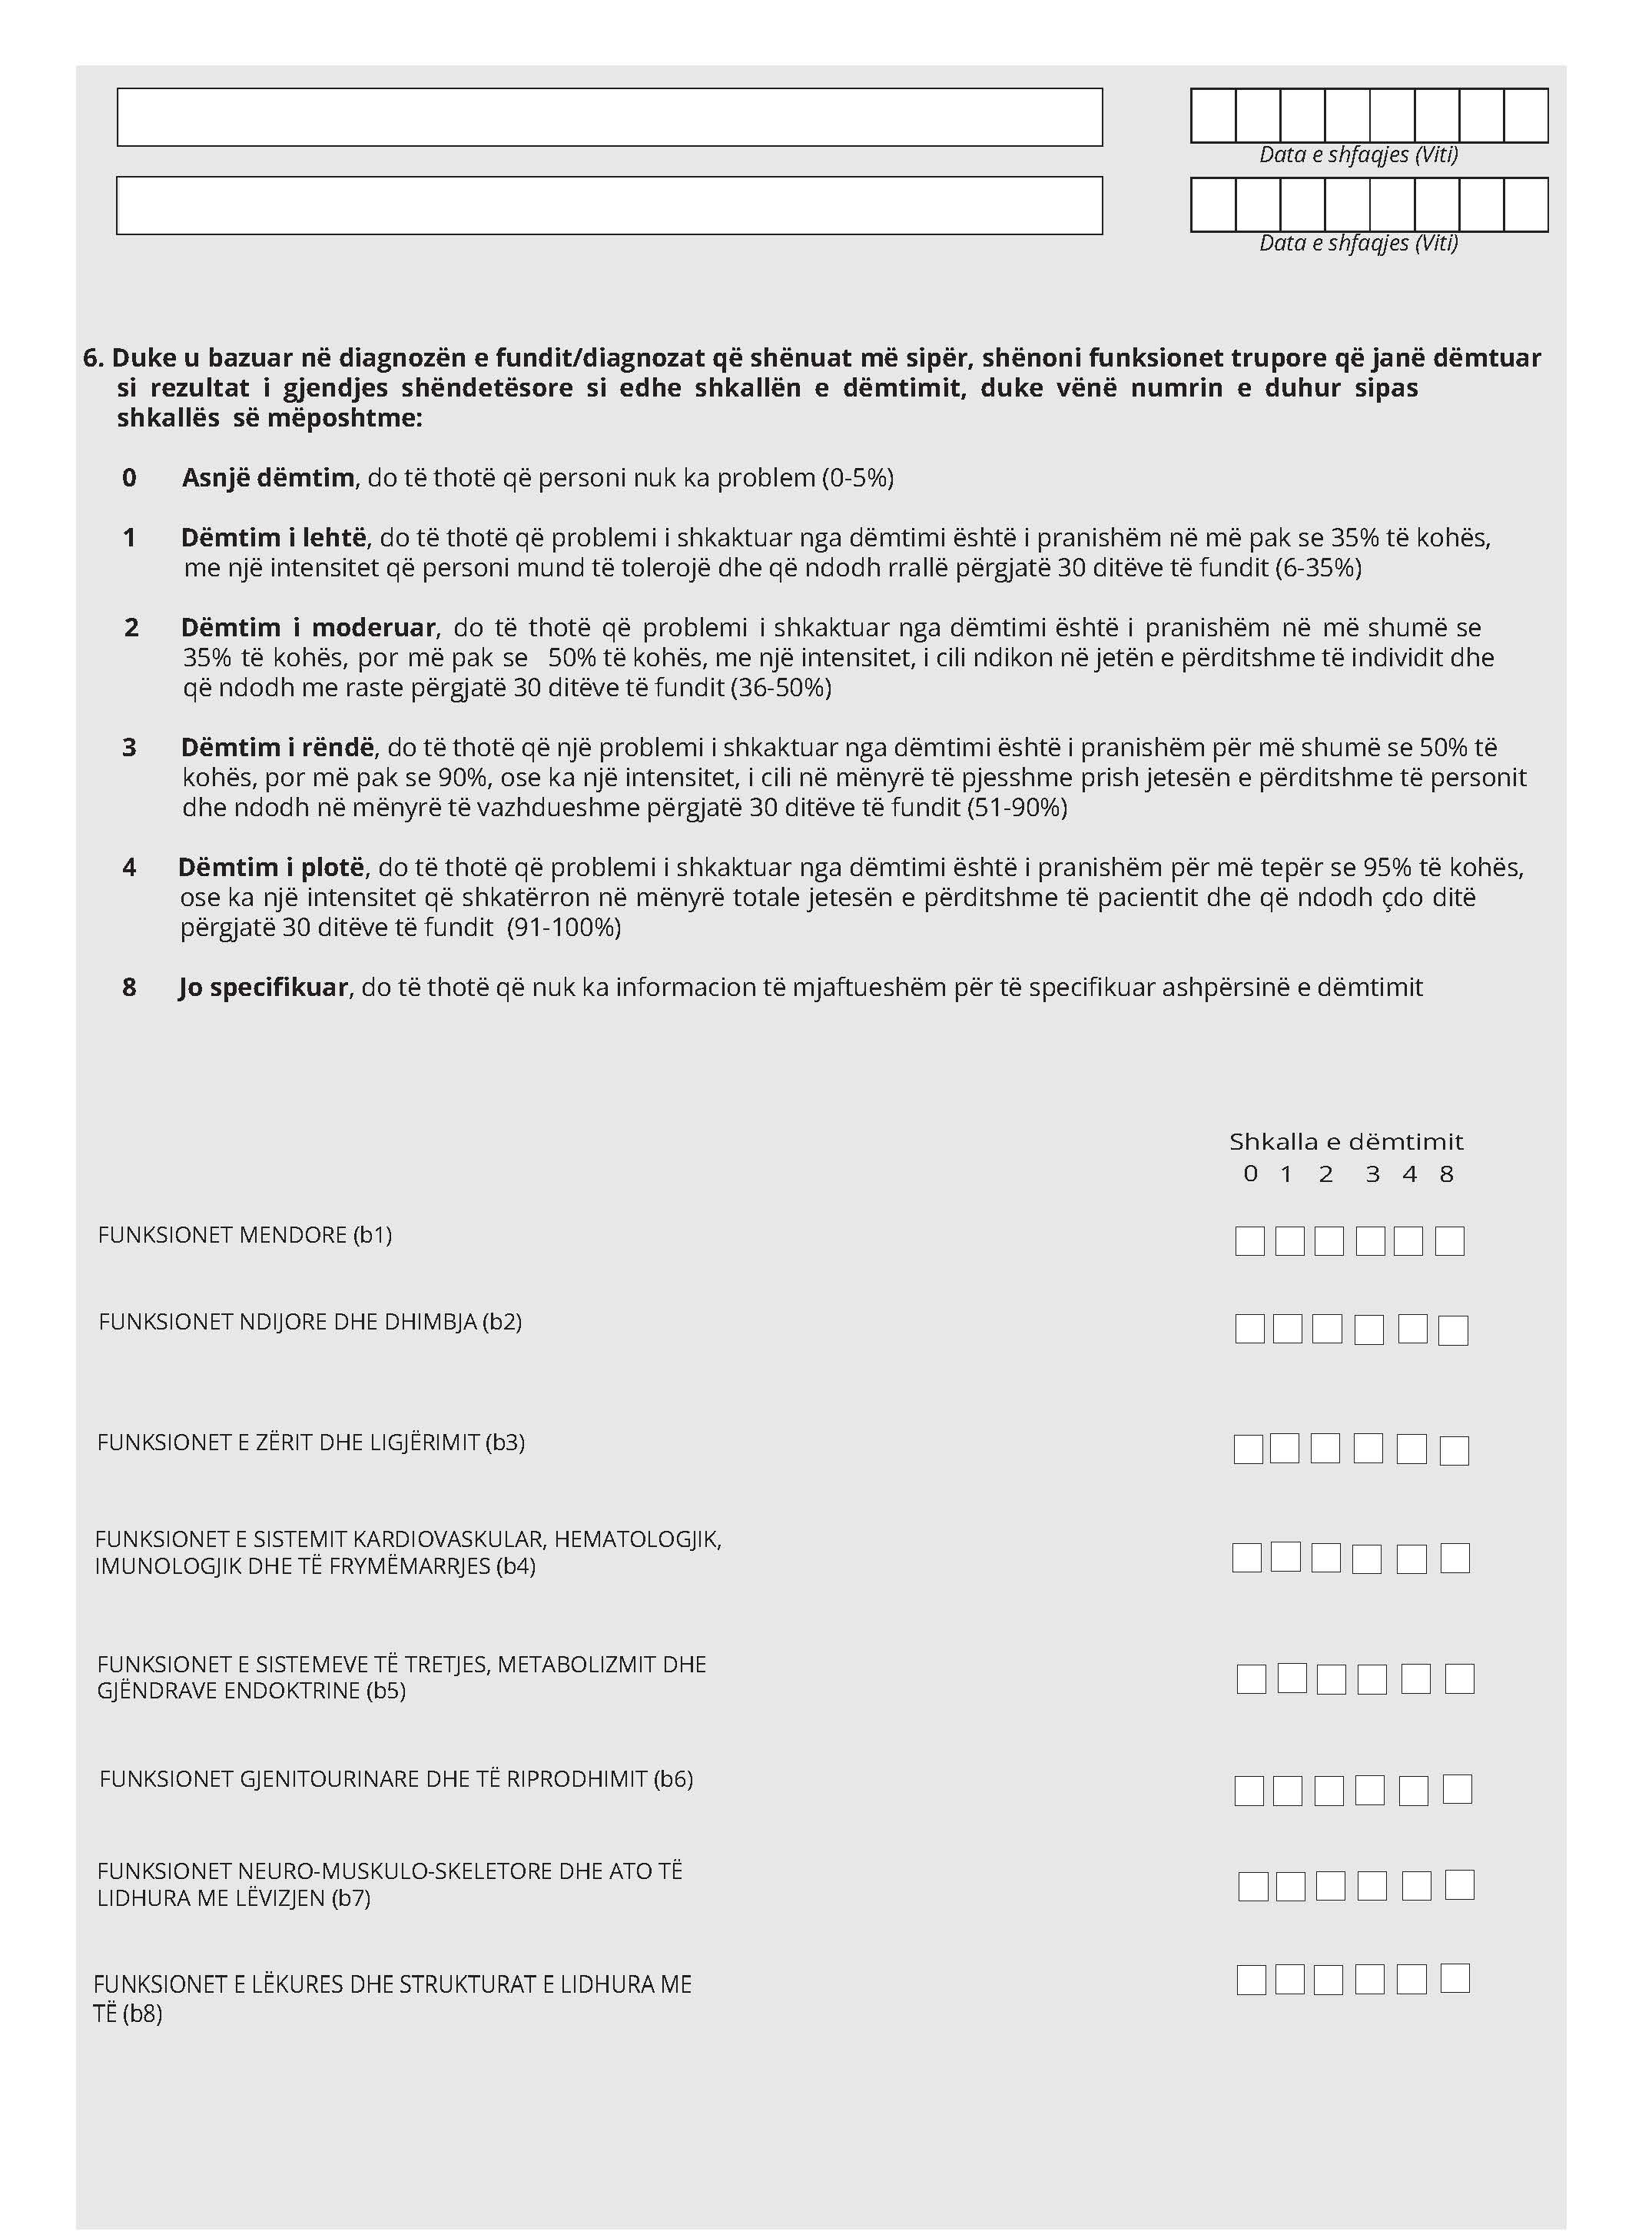 Data e shfaqjes (Viti)
Data e shfaqjes (Viti)
6. Duke u bazuar në diagnozën e fundit/diagnozat që shënuat më sipër, shënoni funksionet trupore që janë dëmtuar
si rezultat i gjendjes shëndetësore si edhe shkallën e dëmtimit, duke vënë numrin e duhur sipas
shkallës së mëposhtme:
0 Asnjë dëmtim, do të thotë që personi nuk ka problem (0-5%)
1 Dëmtim i lehtë, do të thotë që problemi i shkaktuar nga dëmtimi është i pranishëm në më pak se 35% të kohës,
me një intensitet që personi mund të tolerojë dhe që ndodh rrallë përgjatë 30 ditëve të fundit (6-35%)
2 Dëmtim i moderuar, do të thotë që problemi i shkaktuar nga dëmtimi është i pranishëm në më shumë se
35% të kohës, por më pak se 50% të kohës, me një intensitet, i cili ndikon në jetën e përditshme të individit dhe
që ndodh me raste përgjatë 30 ditëve të fundit (36-50%)
3 Dëmtim i rëndë, do të thotë që një problemi i shkaktuar nga dëmtimi është i pranishëm për më shumë se 50% të
kohës, por më pak se 90%, ose ka një intensitet, i cili në mënyrë të pjesshme prish jetesën e përditshme të personit
dhe ndodh në mënyrë të vazhdueshme përgjatë 30 ditëve të fundit (51-90%)
4 Dëmtim i plotë, do të thotë që problemi i shkaktuar nga dëmtimi është i pranishëm për më tepër se 95% të kohës,
ose ka një intensitet që shkatërron në mënyrë totale jetesën e përditshme të pacientit dhe që ndodh çdo ditë
përgjatë 30 ditëve të fundit (91-100%)
8 Jo specifikuar, do të thotë që nuk ka informacion të mjaftueshëm për të specifikuar ashpërsinë e dëmtimit
Shkalla e dëmtimit
0 1 2 3 4 8
FUNKSIONET MENDORE (b1)
FUNKSIONET NDIJORE DHE DHIMBJA (b2)
FUNKSIONET E ZËRIT DHE LIGJËRIMIT (b3)
FUNKSIONET E SISTEMIT KARDIOVASKULAR, HEMATOLOGJIK,
IMUNOLOGJIK DHE TË FRYMËMARRJES (b4)
FUNKSIONET E SISTEMEVE TË TRETJES, METABOLIZMIT DHE
GJËNDRAVE ENDOKTRINE (b5)
FUNKSIONET GJENITOURINARE DHE TË RIPRODHIMIT (b6)
FUNKSIONET NEURO-MUSKULO-SKELETORE DHE ATO TË
LIDHURA ME LËVIZJEN (b7)
FUNKSIONET E LËKURES DHE STRUKTURAT E LIDHURA ME
TË (b8)